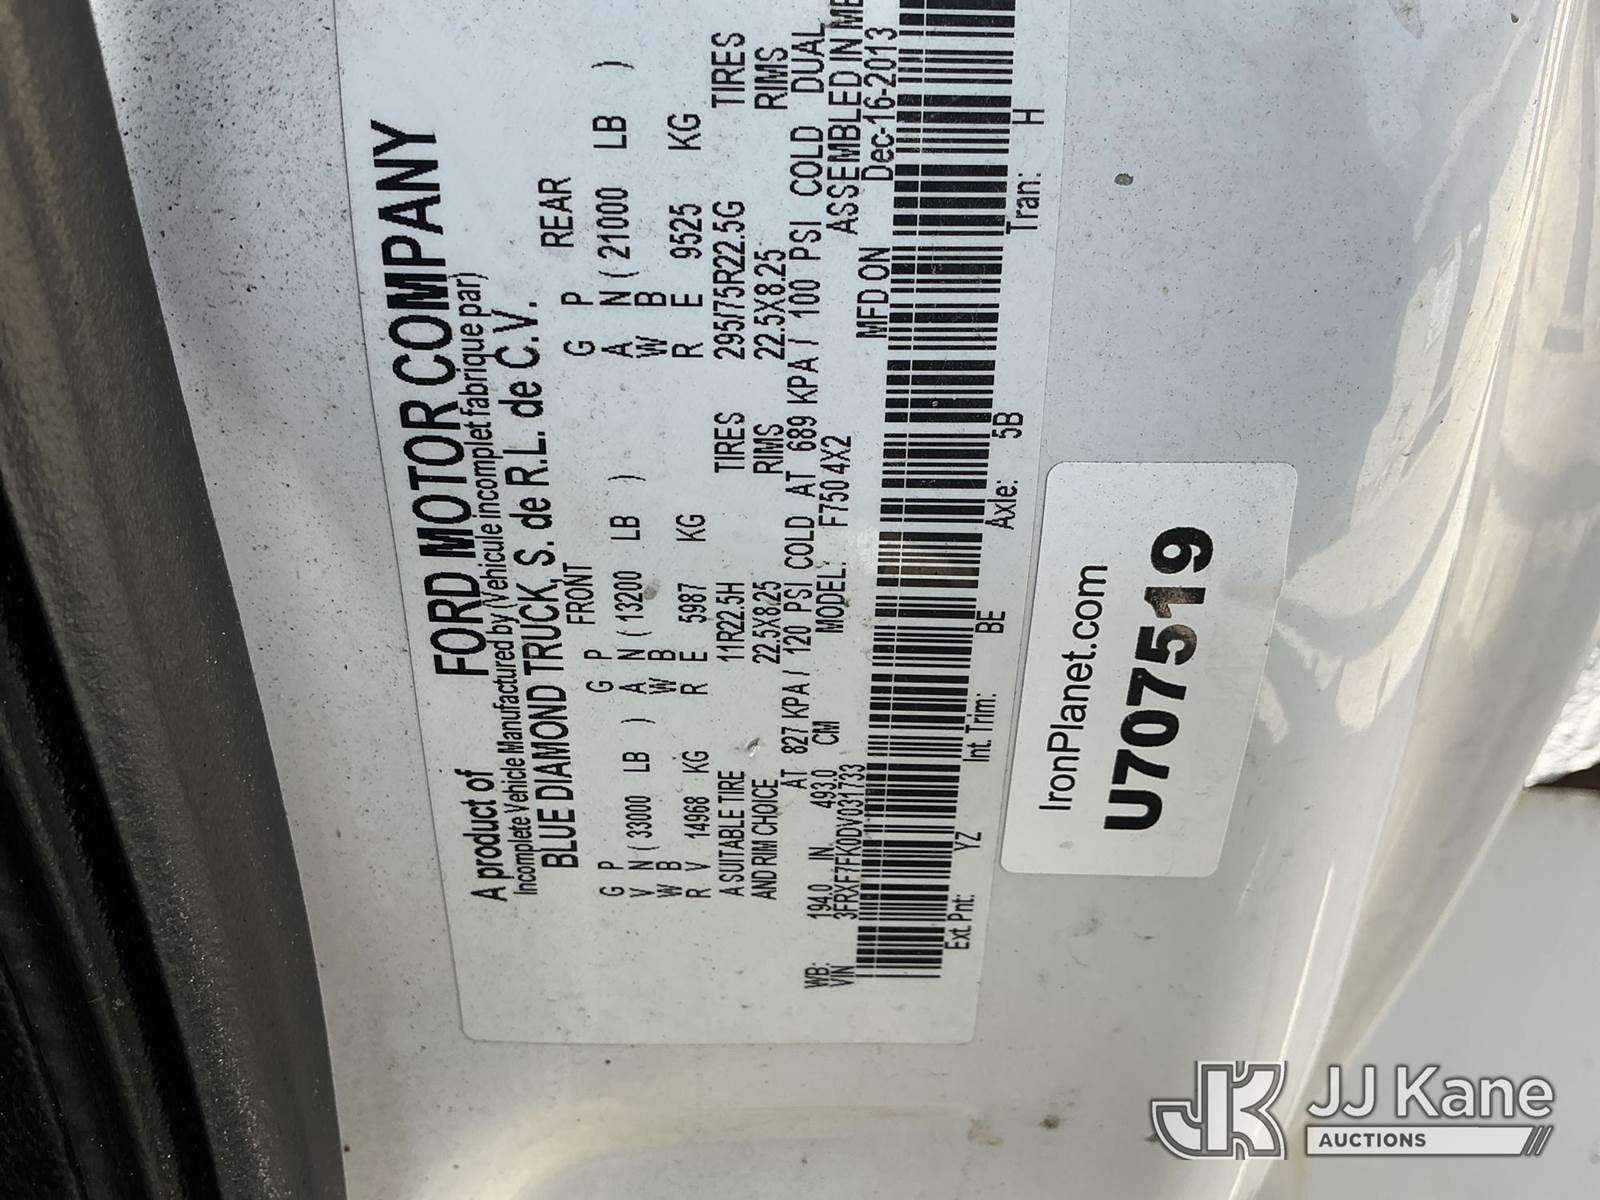 A product of FORD MOTOR COMPANY
Incomplete Vehicle Manufactured by (Vehicule incomplet fabrique par)
BLUE DIAMOND TRUCK, S. de R.L. de C.V.
FRONT REAR
G P G P G P
V N ( 33000 LB ) A N ( 13200 LB ) A N ( 21000 LB )
W B W B W B
R V 14968 KG R E 5987 KG R E 9525 KG
A SUITABLE TIRE 11R22.5H TIRES 295/75R22.5G TIRES
AND RIM CHOICE 22.5X8.25 RIMS 22.5X8.25 RIMS
AT 827 KPA / 120 PSI COLD AT 689 KPA / 100 PSI COLD DUAL
WB: 194.0 IN 493.0 CM MODEL: F750 4X2 ASSEMBLED IN
VIN 3FRXF7FK0DV031733 MFD ON Dec-16-2013
Ext. Pnt: YZ Int. Trim: BE Axle: 5B Tran: H
IronPlanet.com
U707519
JK JJ Kane
AUCTIONS